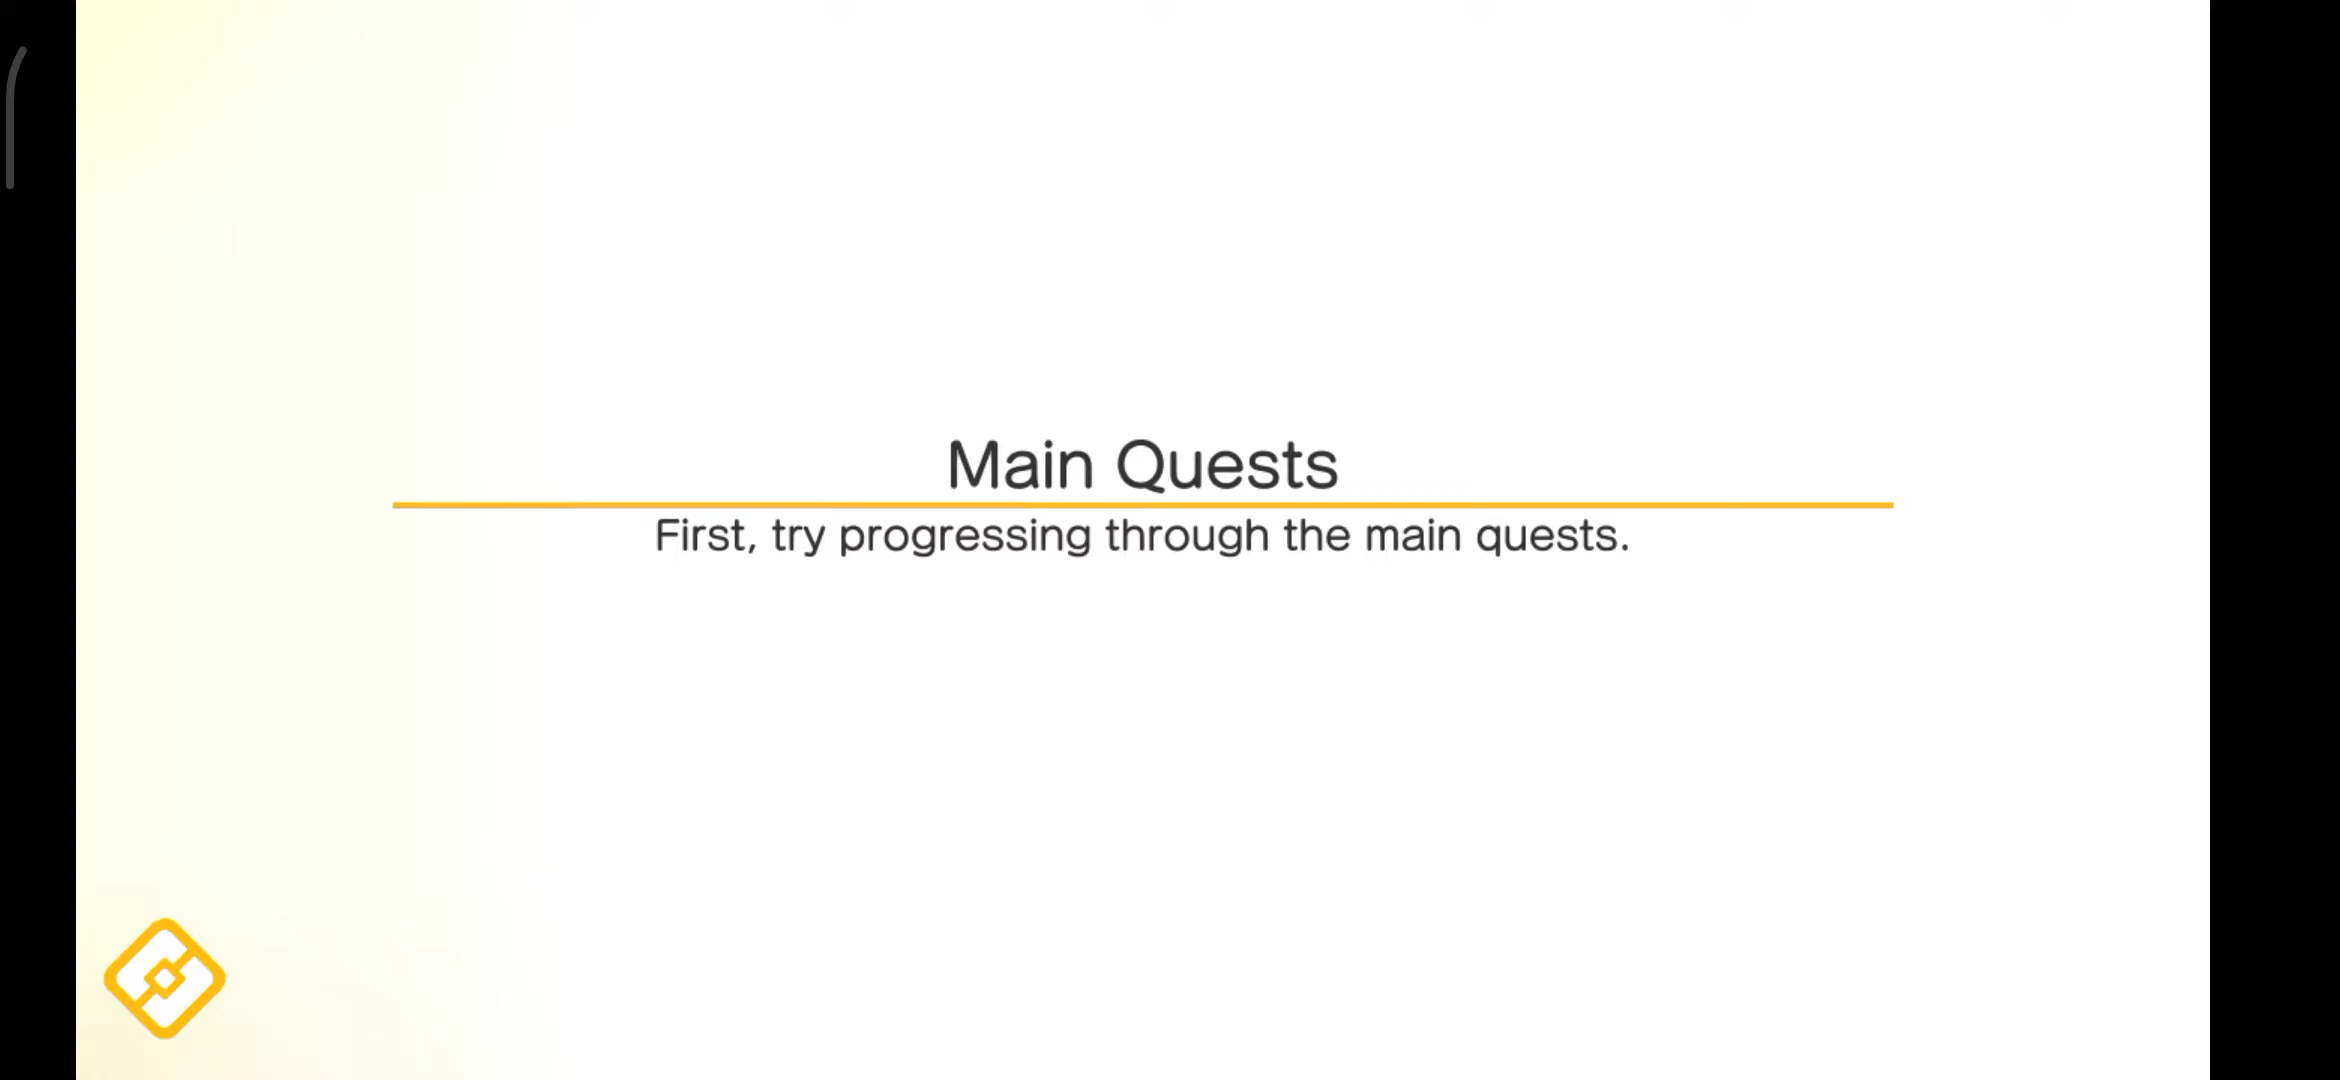 Main Quests
First, try progressing through the main quests.